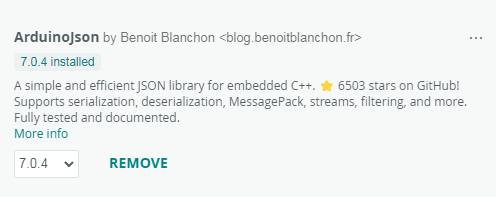 ArduinoJson by Benoit Blanchon <blog.benoitblanchon.fr>
7.0.4 installed
A simple and efficient JSON library for embedded C++. ⭐ 6503 stars on GitHub!
Supports serialization, deserialization, MessagePack, streams, filtering, and more.
Fully tested and documented.
More info
7.0.4 REMOVE